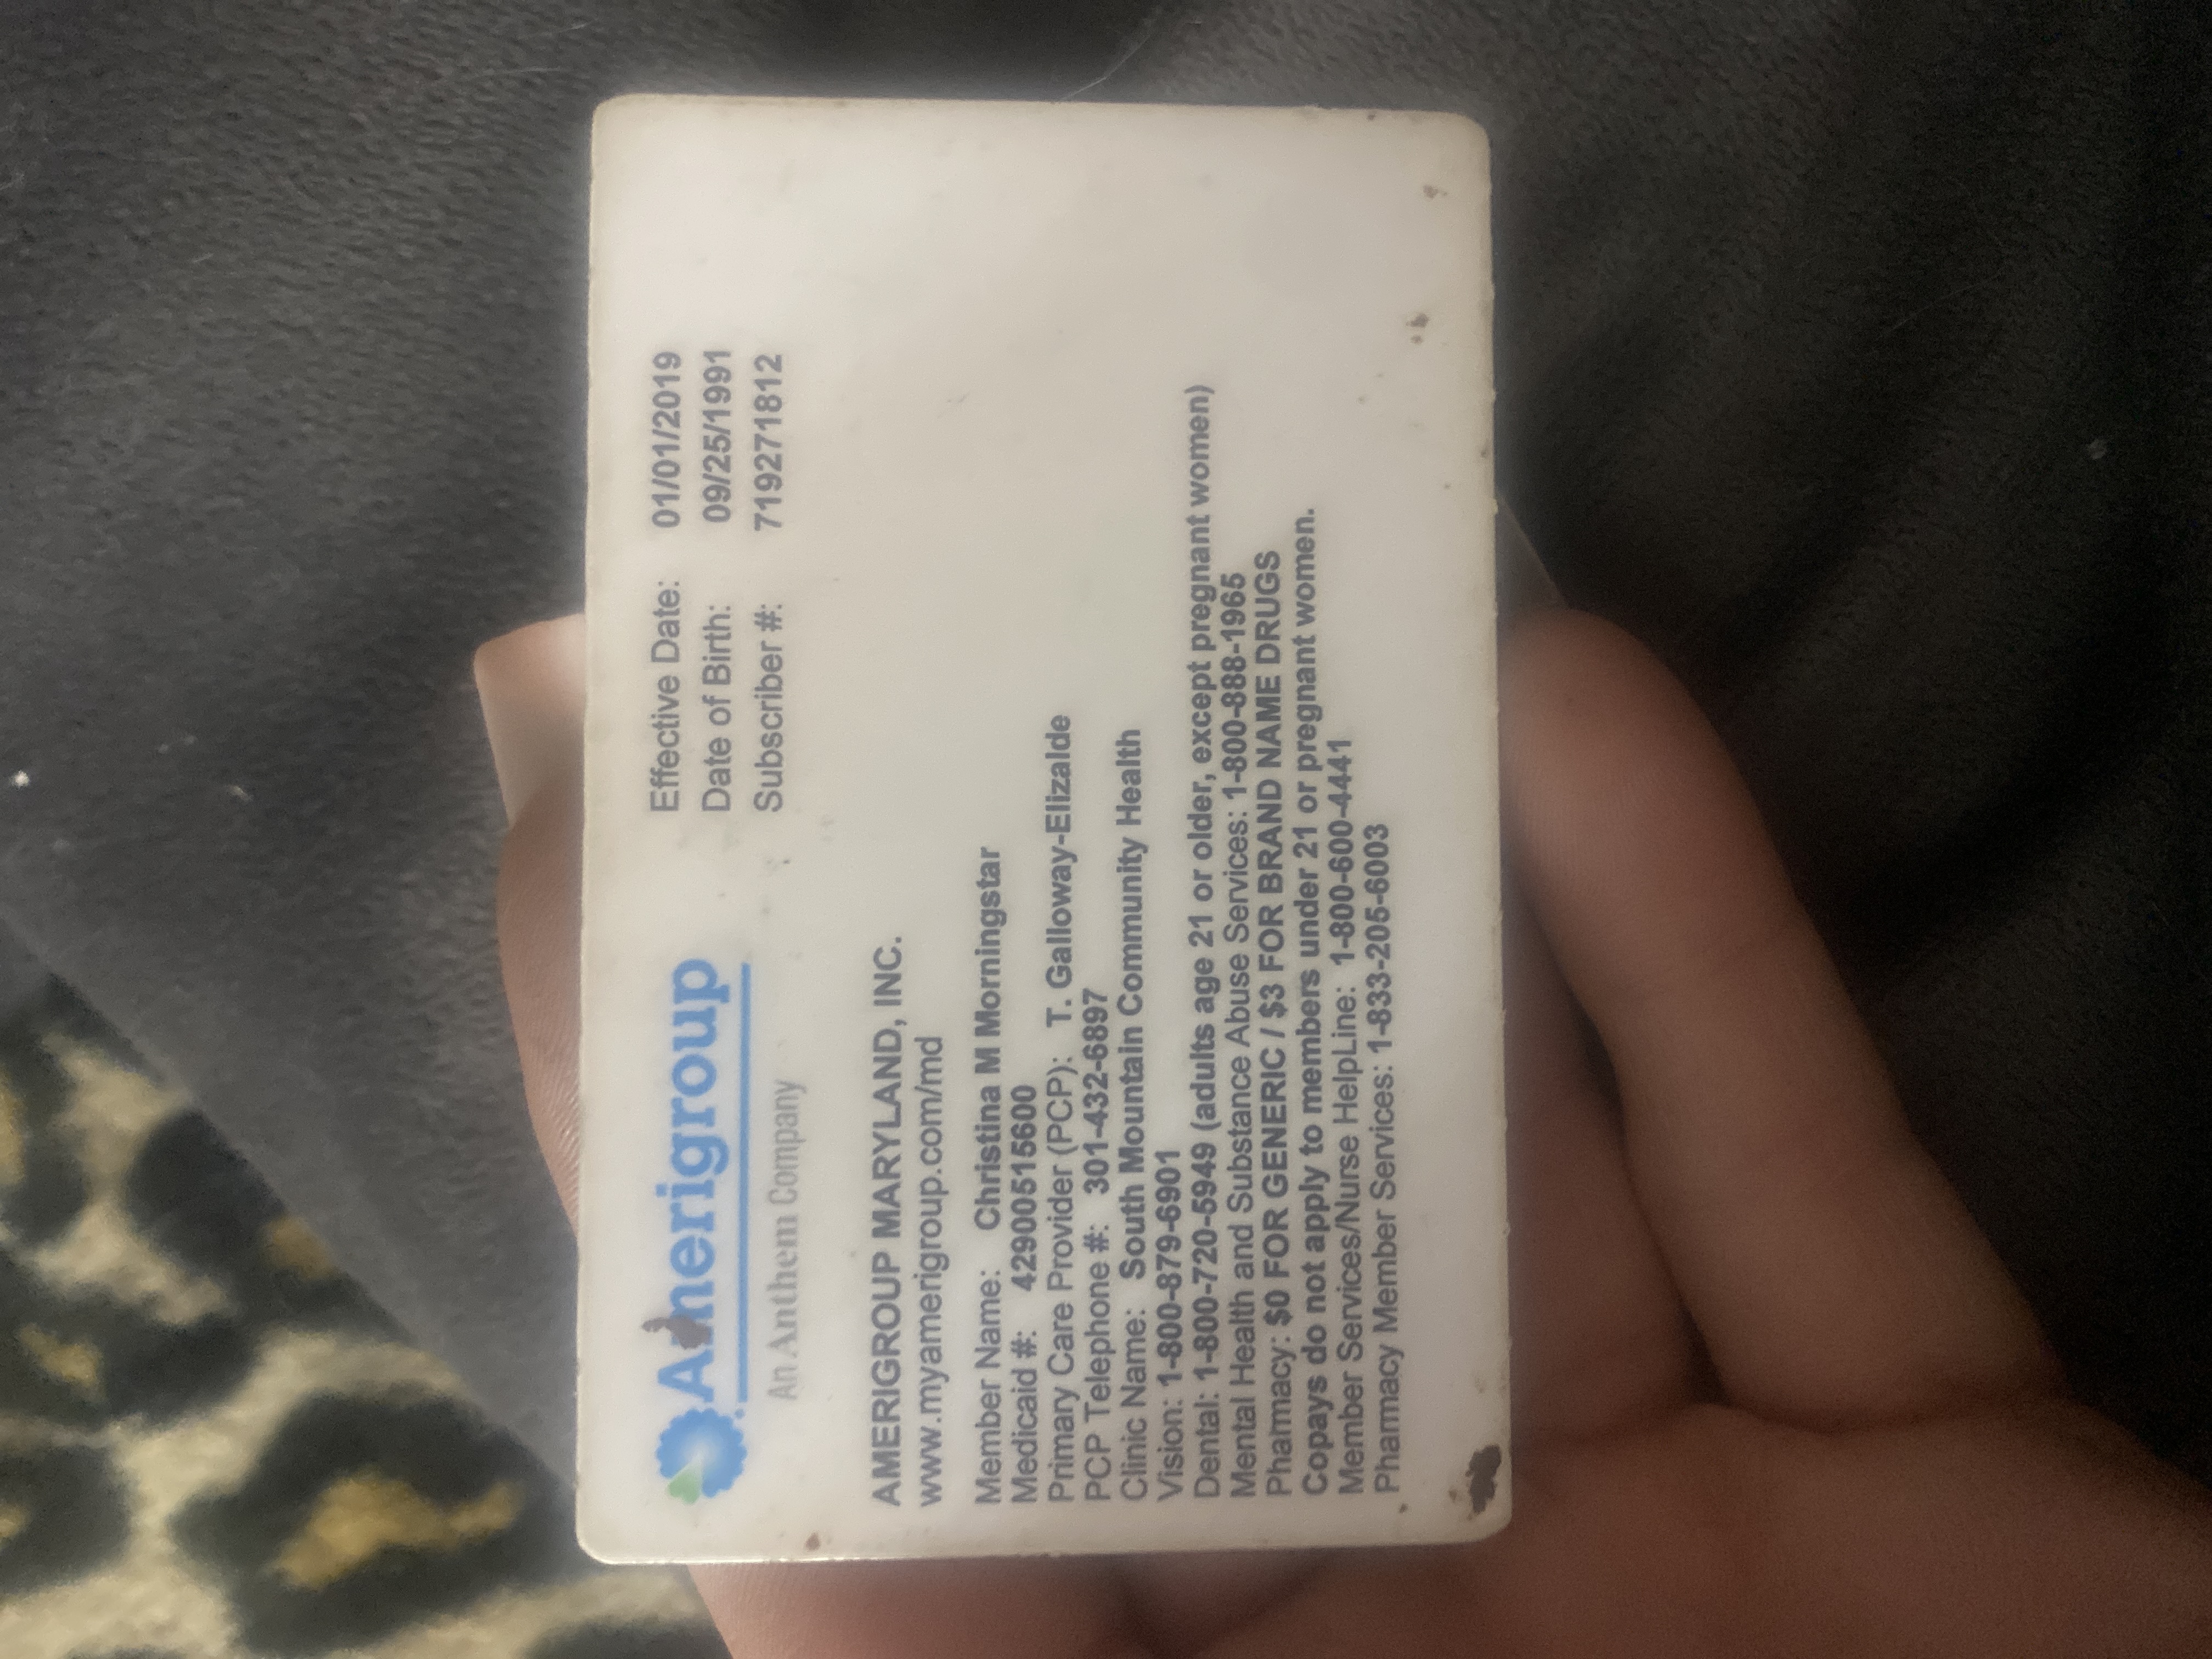 Amerigroup
An Anthem Company
Effective Date: 01/01/2019
Date of Birth: 09/25/1991
Subscriber #: 719271812
AMERIGROUP MARYLAND, INC.
www.myamerigroup.com/md
Member Name: Christina M Morningstar
Medicaid #: 42900515600
Primary Care Provider (PCP): T. Galloway-Elizalde
PCP Telephone #: 301-432-6897
Clinic Name: South Mountain Community Health
Vision: 1-800-879-6901
Dental: 1-800-720-5949 (adults age 21 or older, except pregnant women)
Mental Health and Substance Abuse Services: 1-800-888-1965
Pharmacy: $0 FOR GENERIC / $3 FOR BRAND NAME DRUGS
Copays do not apply to members under 21 or pregnant women.
Member Services/Nurse HelpLine: 1-800-600-4441
Pharmacy Member Services: 1-833-205-6003